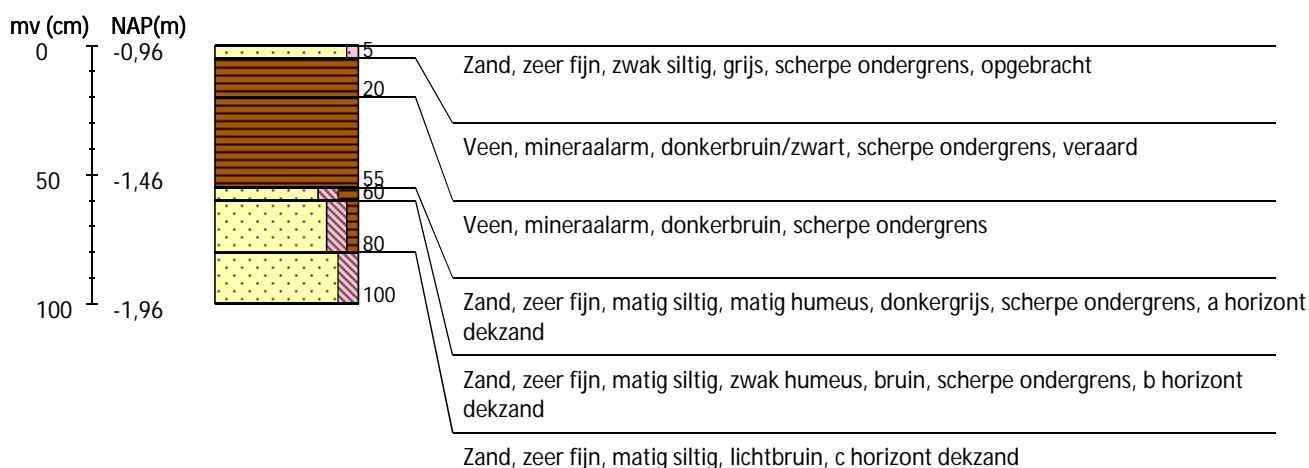 mv (cm) NAP(m)
0 -0,96
5
Zand, zeer fijn, zwak siltig, grijs, scherpe ondergrens, opgebracht
20
Veen, mineraalarm, donkerbruin/zwart, scherpe ondergrens, veraard
50 -1,46
55
60
Veen, mineraalarm, donkerbruin, scherpe ondergrens
80
100
100 -1,96
Zand, zeer fijn, matig siltig, matig humeus, donkergrijs, scherpe ondergrens, a horizont
dekzand
Zand, zeer fijn, matig siltig, zwak humeus, bruin, scherpe ondergrens, b horizont
dekzand
Zand, zeer fijn, matig siltig, lichtbruin, c horizont dekzand